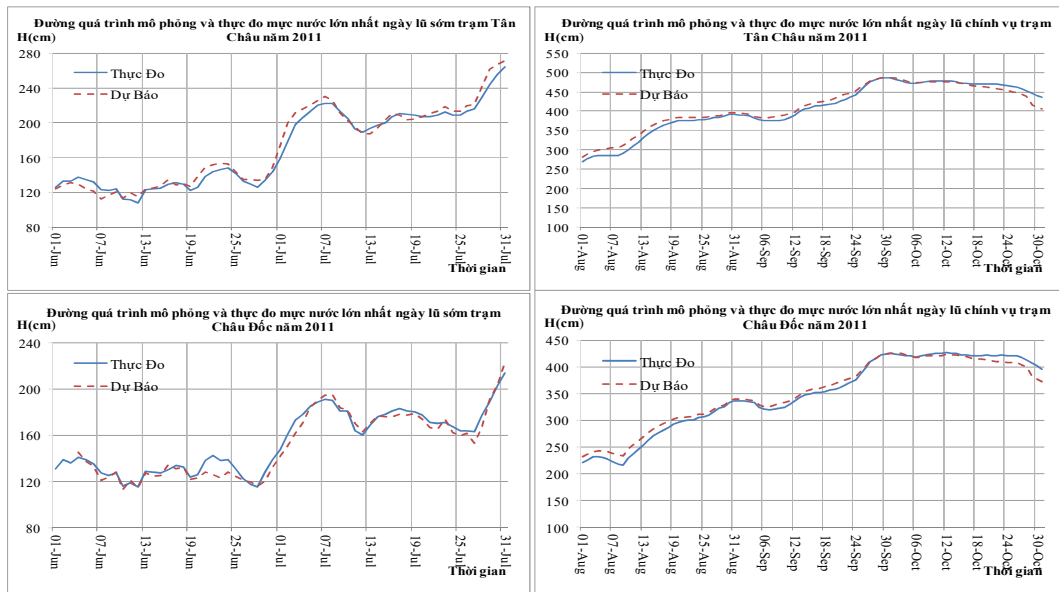 Đường quá trình mô phỏng và thực đo mực nước lớn nhất ngày lũ sớm trạm Tân
Châu năm 2011
H(cm)
280
240
200
160
120
80
Thực Đo
Dự Báo
01-Jun
07-Jun
13-Jun
19-Jun
25-Jun
01-Jul
07-Jul
13-Jul
19-Jul
25-Jul
31-Jul
Thời gian
Đường quá trình mô phỏng và thực đo mực nước lớn nhất ngày lũ chính vụ trạm
Tân Châu năm 2011
H(cm)
550
500
450
400
350
300
250
200
150
100
Thực Đo
Dự Báo
01-Aug
07-Aug
13-Aug
19-Aug
25-Aug
31-Aug
06-Sep
12-Sep
18-Sep
24-Sep
30-Sep
06-Oct
12-Oct
18-Oct
24-Oct
30-Oct
Thời gian
Đường quá trình mô phỏng và thực đo mực nước lớn nhất ngày lũ sớm trạm
Châu Đốc năm 2011
H(cm)
240
200
160
120
80
Thực Đo
Dự Báo
01-Jun
07-Jun
13-Jun
19-Jun
25-Jun
01-Jul
07-Jul
13-Jul
19-Jul
25-Jul
31-Jul
Thời gian
Đường quá trình mô phỏng và thực đo mực nước lớn nhất ngày lũ chính vụ trạm
Châu Đốc năm 2011
H(cm)
450
400
350
300
250
200
150
100
Thực Đo
Dự Báo
01-Aug
07-Aug
13-Aug
19-Aug
25-Aug
31-Aug
06-Sep
12-Sep
18-Sep
24-Sep
30-Sep
06-Oct
12-Oct
18-Oct
24-Oct
30-Oct
Thời gian